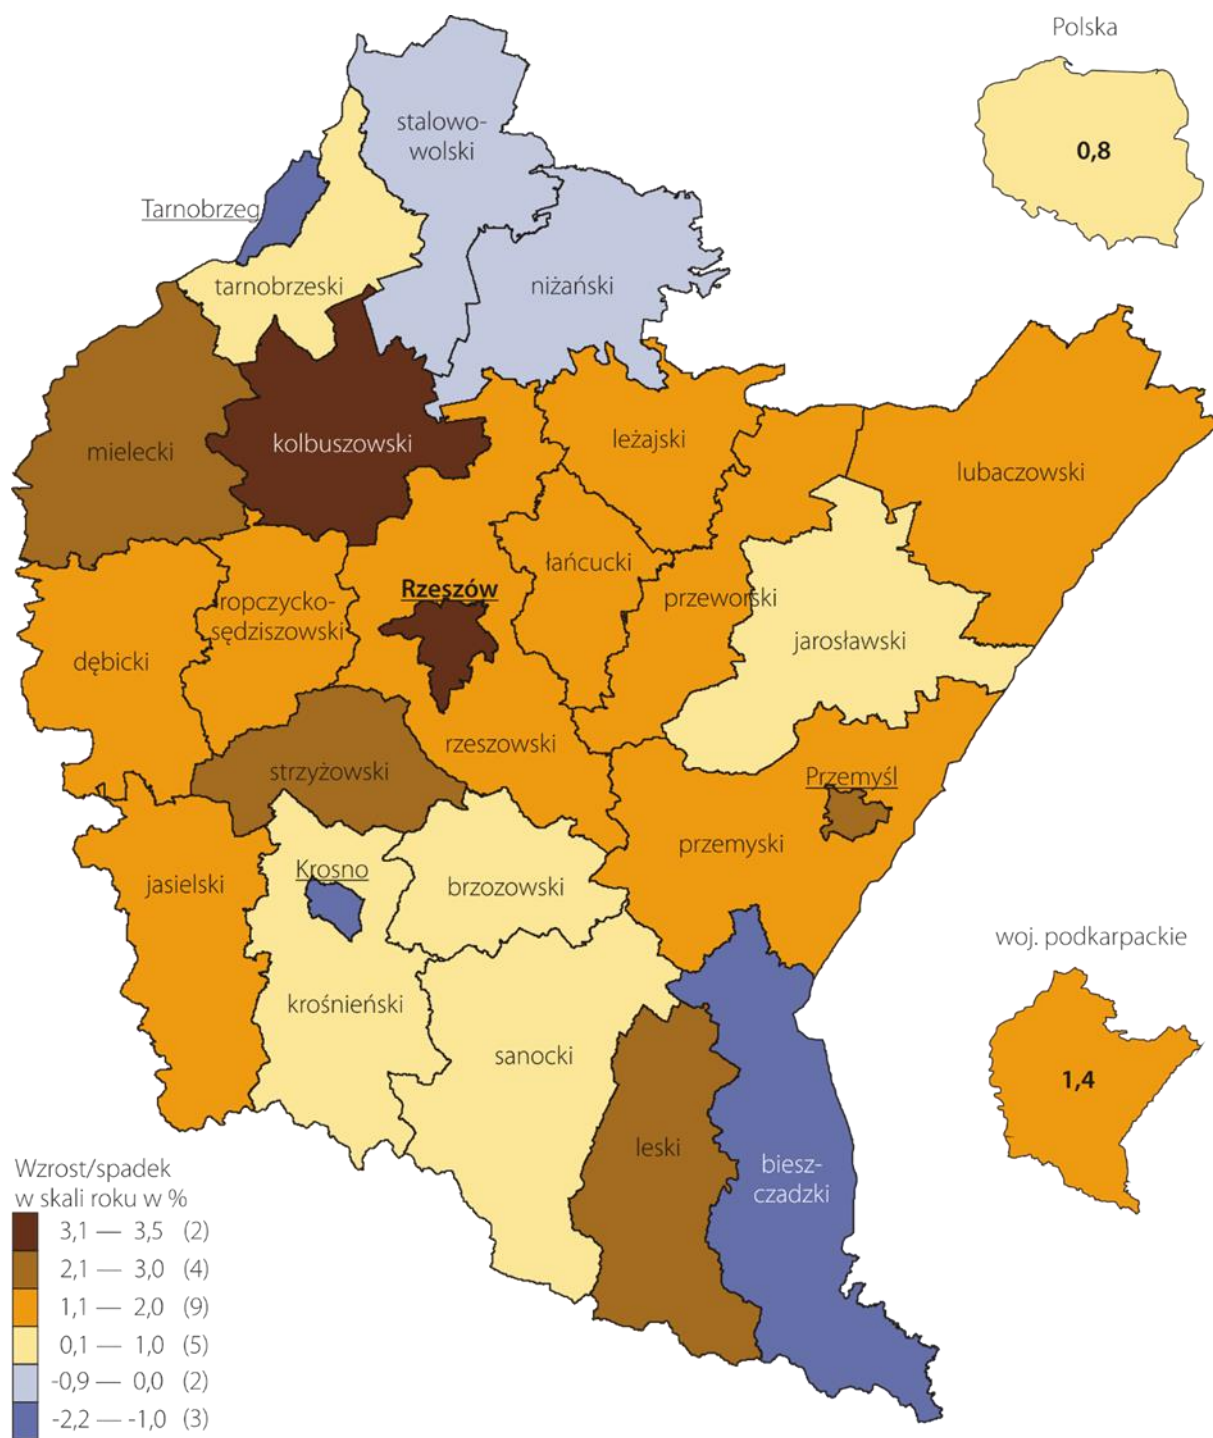 Polska
0,8
stalowo-
wolski
Tarnobrzeg
tarnobrzeski
niżański
mielecki
kolbuszowski
leżajski
lubaczowski
łańcucki
Rzeszów
ropczycko-
sędziszowski
przeworski
jarosławski
dębicki
rzeszowski
strzyżowski
Przemyśl
przemyski
jasielski
Krosno
brzozowski
woj. podkarpackie
1,4
krośnieński
sanocki
leski
biesz-
czadzki
Wzrost/spadek
w skali roku w %
3,1 — 3,5 (2)
2,1 — 3,0 (4)
1,1 — 2,0 (9)
0,1 — 1,0 (5)
-0,9 — 0,0 (2)
-2,2 — -1,0 (3)